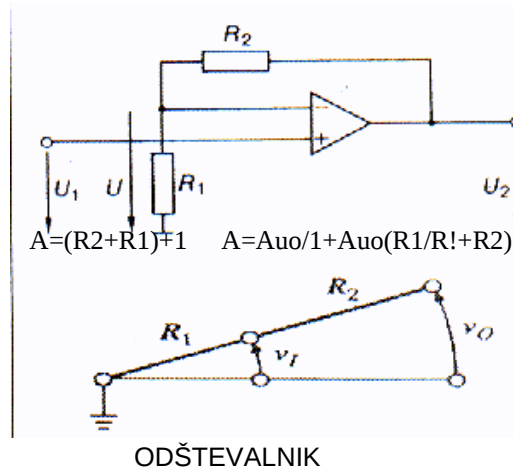 R2
− 
+
U1 U R1 U2
A=(R2+R1)+1 A=Auo/1+Auo(R1/R!+R2)
R2
R1 vI vO
ODŠTEVALNIK